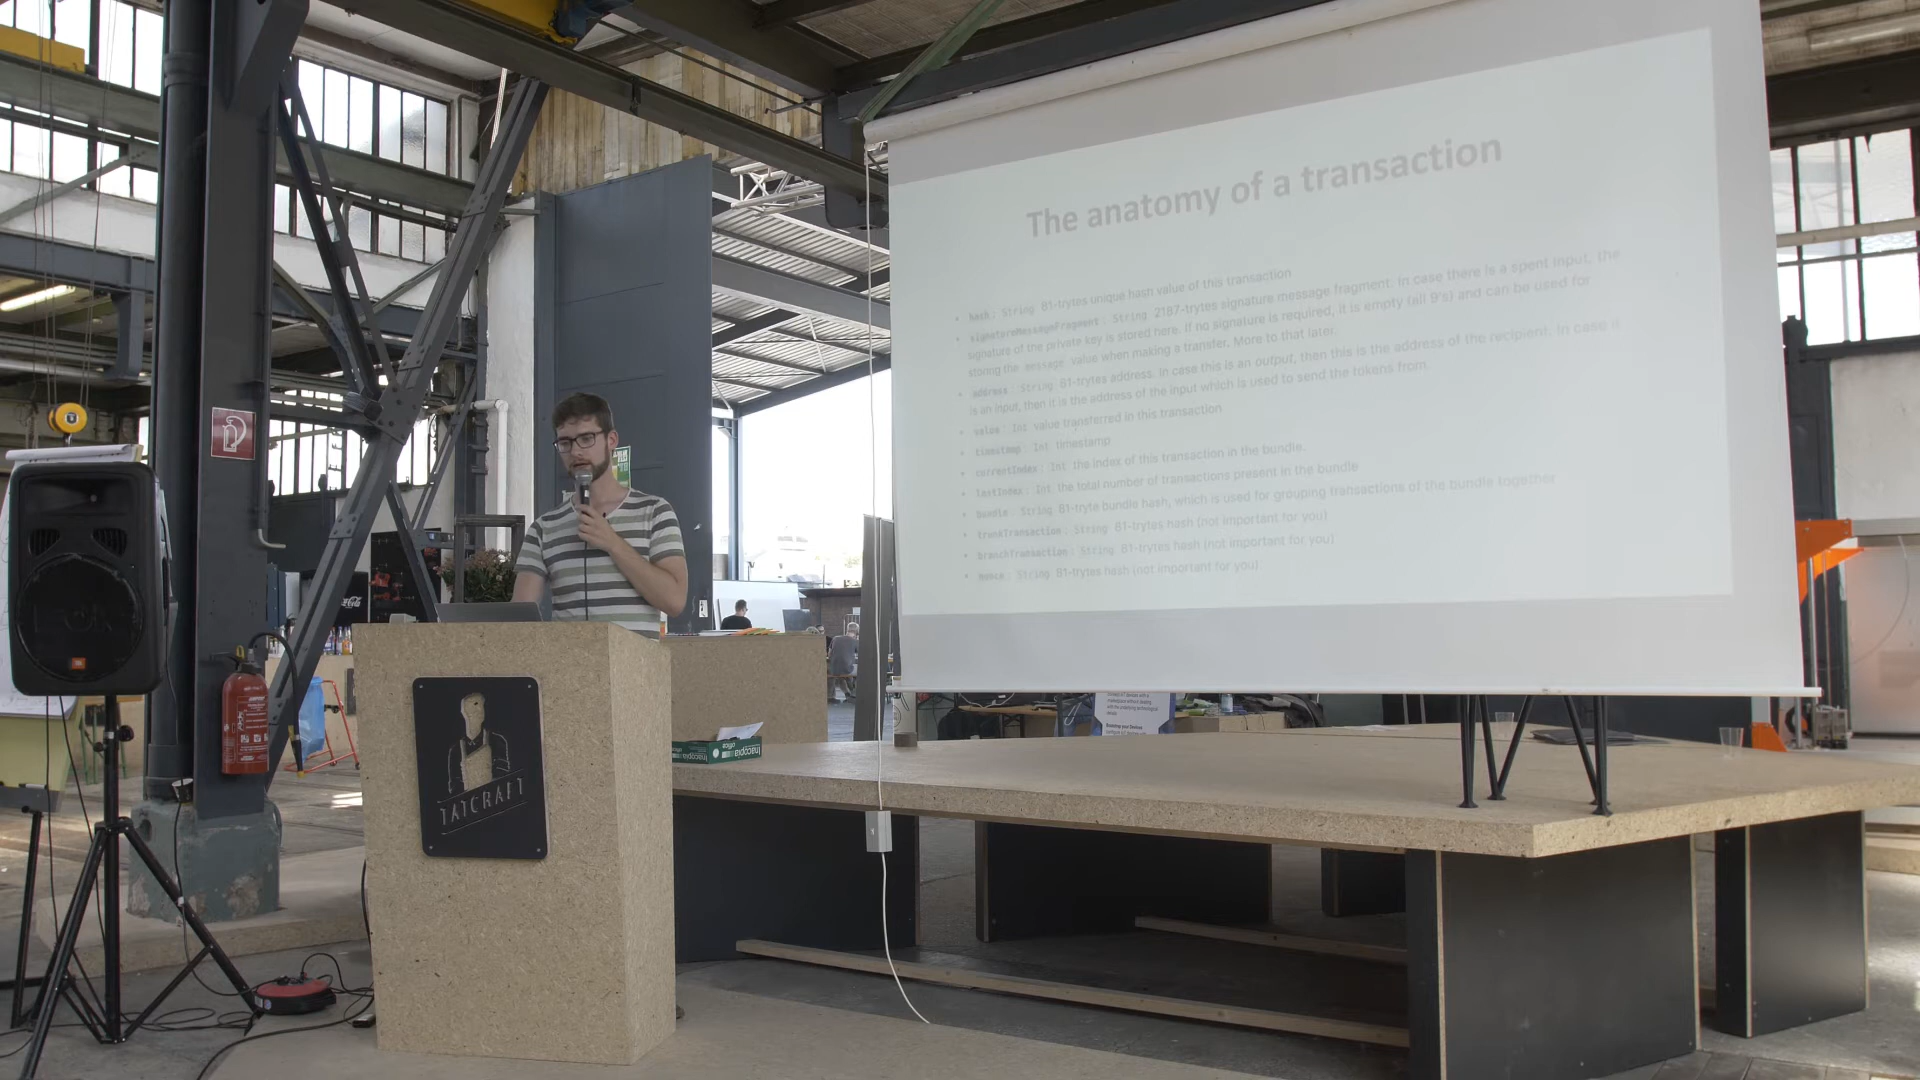 The anatomy of a transaction
• hash : String 81-trytes unique hash value of this transaction
• signatureMessageFragment : String 2187-trytes signature message fragment. In case there is a spent input, the
signature of the private key is stored here. If no signature is required, it is empty (all 9's) and can be used for
storing the message value when making a transfer. More to that later.
• address : String 81-trytes address. In case this is an output, then this is the address of the recipient. In case it
is an input, then it is the address of the input which is used to send the tokens from.
• value : Int value transferred in this transaction
• timestamp : Int timestamp
• currentIndex : Int the index of this transaction in the bundle.
• lastIndex : Int the total number of transactions present in the bundle
• bundle : String 81-tryte bundle hash, which is used for grouping transactions of the bundle together
• trunkTransaction : String 81-trytes hash (not important for you)
• branchTransaction : String 81-trytes hash (not important for you)
• nonce : String 81-trytes hash (not important for you)
TATCRAFT
Inacopia
office
Coca-Cola
JBL